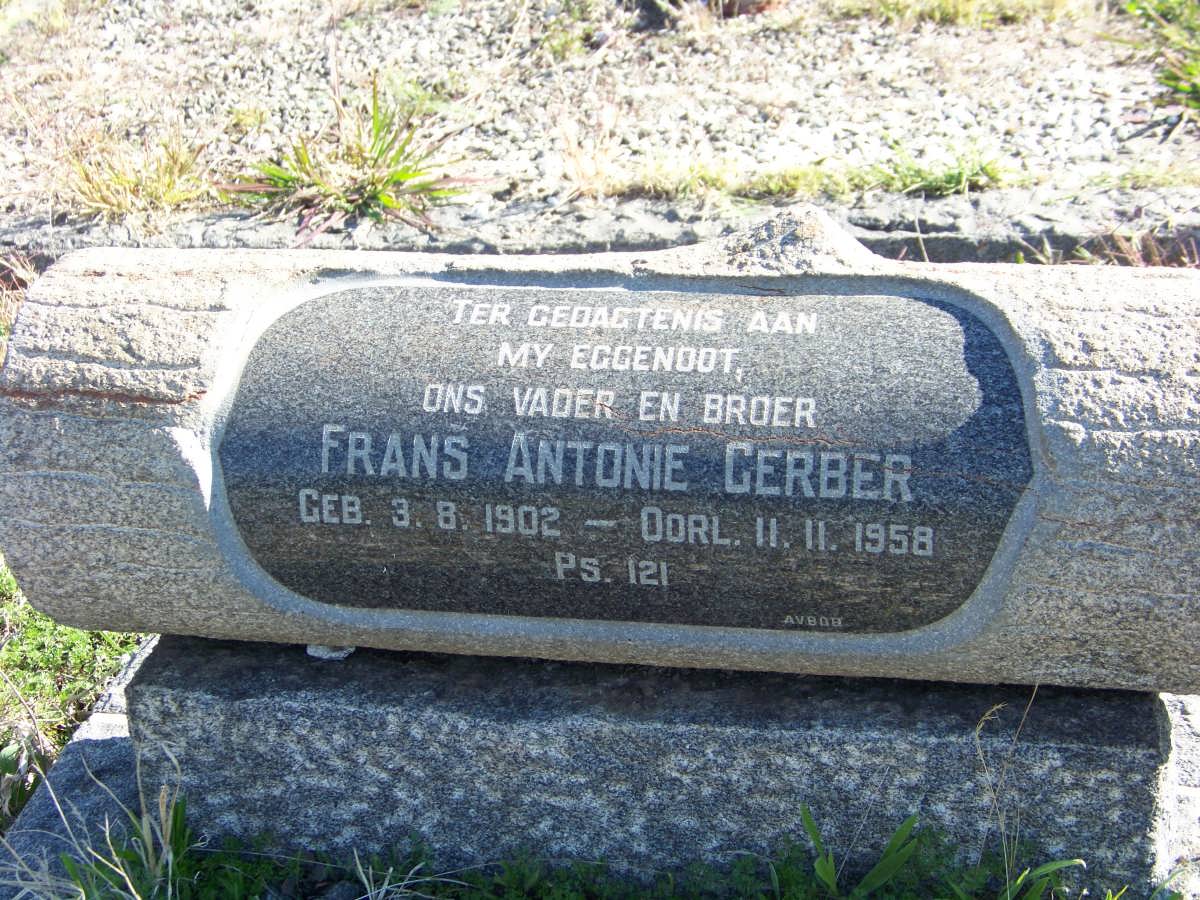 TER GEDAGTENIS AAN
MY EGGENOOT,
ONS VADER EN BROER
FRANS ANTONIE GERBER
GEB. 3. 8. 1902 — OORL. 11. 11. 1958
PS. 121
AVBOB